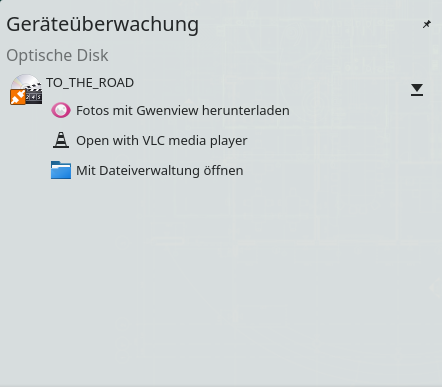 Geräteüberwachung
Optische Disk
TO_THE_ROAD
Fotos mit Gwenview herunterladen
Open with VLC media player
Mit Dateiverwaltung öffnen